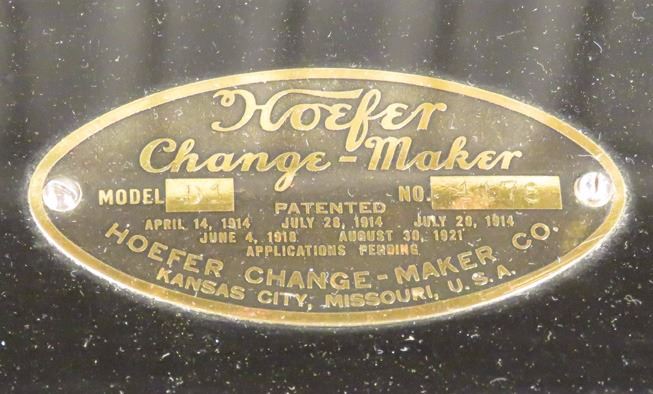 Hoefer
Change-Maker
MODEL NO.
PATENTED
APRIL 14, 1914 JULY 28, 1914 JULY 28, 1914
JUNE 4, 1918 AUGUST 30, 1921
APPLICATIONS PENDING
HOEFER CHANGE-MAKER CO.
KANSAS CITY, MISSOURI, U.S.A.